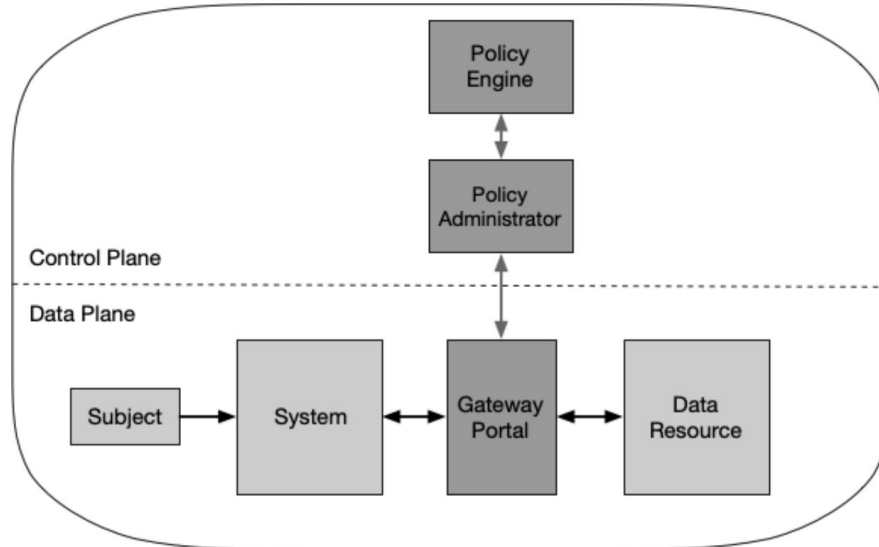 Policy
Engine
Policy
Administrator
Control Plane
Data Plane
Subject
System
Gateway
Portal
Data
Resource